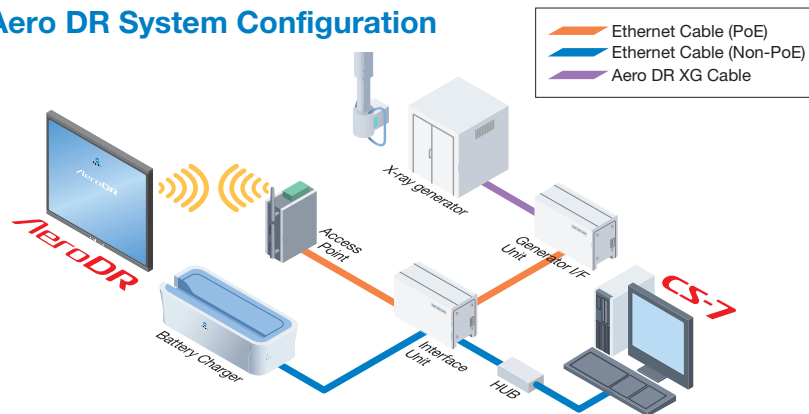 Aero DR System Configuration
Ethernet Cable (PoE)
Ethernet Cable (Non-PoE)
Aero DR XG Cable
AeroDR
AeroDR
X-ray generator
Access
Point
Generator I/F
Unit
CS-7
Battery Charger
Interface
Unit
HUB